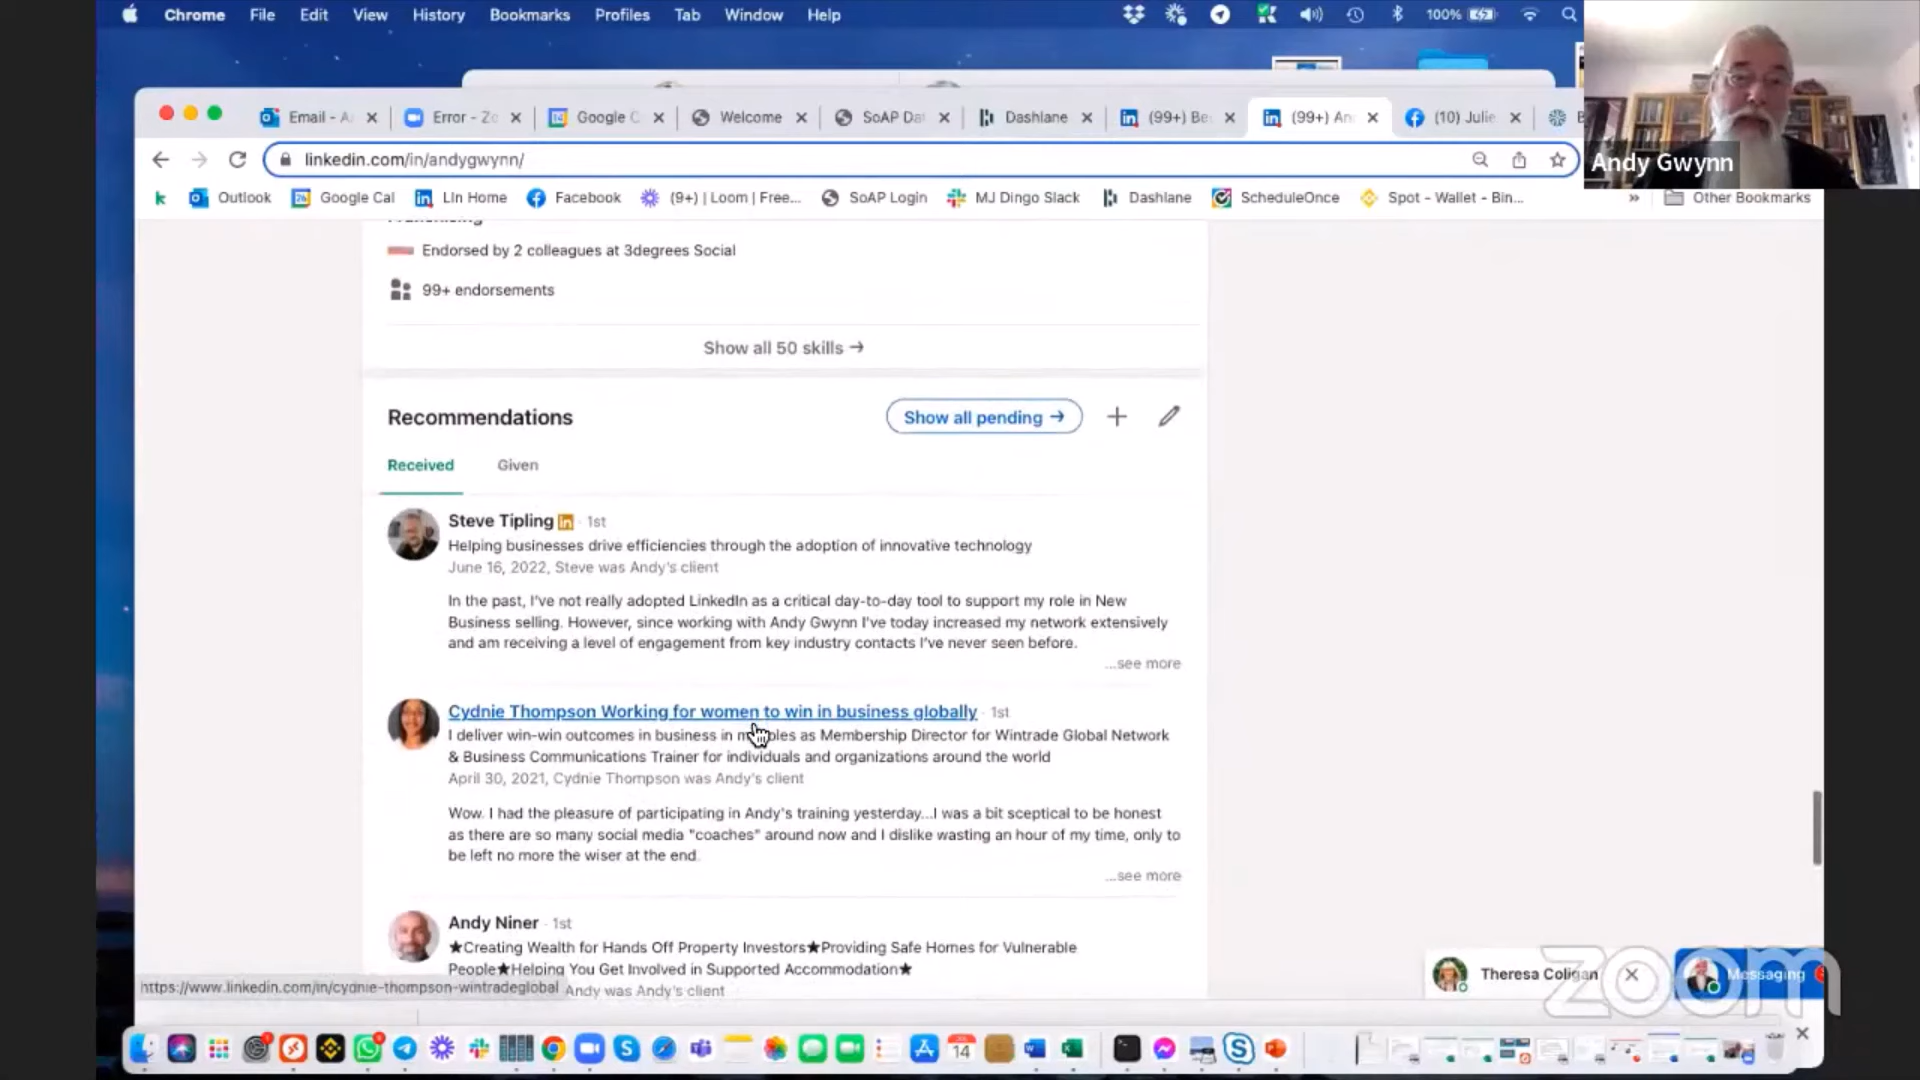 Chrome File Edit View History Bookmarks Profiles Tab Window Help
100%
Email - A
Error - Zo
Google C
Welcome
SoAP Da
Dashlane
(99+) Be
(99+) An
(10) Julie
linkedin.com/in/andygwynn/
Andy Gwynn
Outlook
Google Cal
Lin Home
Facebook
(9+) | Loom | Free...
SoAP Login
MJ Dingo Slack
Dashlane
ScheduleOnce
Spot - Wallet - Bin...
»
Other Bookmarks
Endorsed by 2 colleagues at 3degrees Social
99+ endorsements
Show all 50 skills →
Recommendations
Show all pending →
Received
Given
Steve Tipling in · 1st
Helping businesses drive efficiencies through the adoption of innovative technology
June 16, 2022, Steve was Andy's client
In the past, I've not really adopted LinkedIn as a critical day-to-day tool to support my role in New
Business selling. However, since working with Andy Gwynn I've today increased my network extensively
and am receiving a level of engagement from key industry contacts I've never seen before.
...see more
Cydnie Thompson Working for women to win in business globally · 1st
I deliver win-win outcomes in business in as Membership Director for Wintrade Global Network
& Business Communications Trainer for individuals and organizations around the world
April 30, 2021, Cydnie Thompson was Andy's client
Wow. I had the pleasure of participating in Andy's training yesterday...I was a bit sceptical to be honest
as there are so many social media "coaches" around now and I dislike wasting an hour of my time, only to
be left no more the wiser at the end.
...see more
Andy Niner · 1st
★Creating Wealth for Hands Off Property Investors★Providing Safe Homes for Vulnerable
People★Helping You Get Involved in Supported Accommodation★
Andy was Andy's client
https://www.linkedin.com/in/cydnie-thompson-wintradeglobal
Theresa Coligan
Messaging
zoom
14